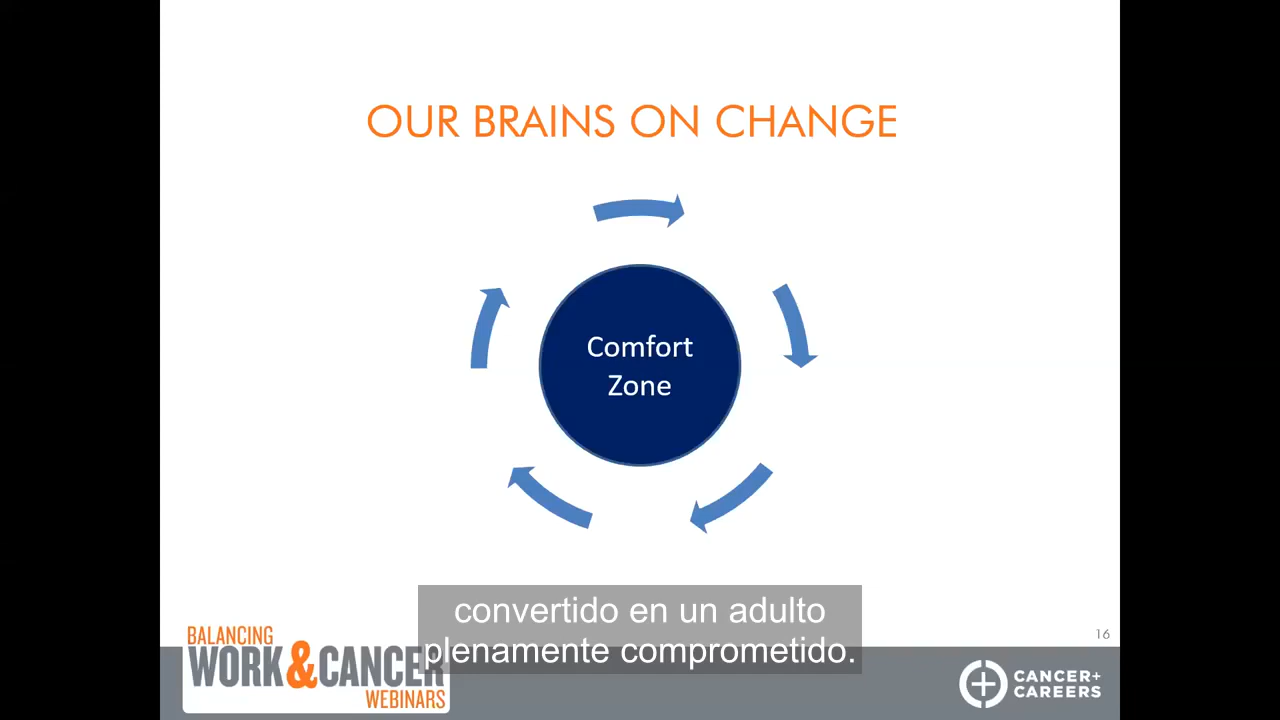 OUR BRAINS ON CHANGE
Comfort
Zone
convertido en un adulto
plenamente comprometido.
16
BALANCING
WORK & CANCER
WEBINARS
CANCER+
CAREERS